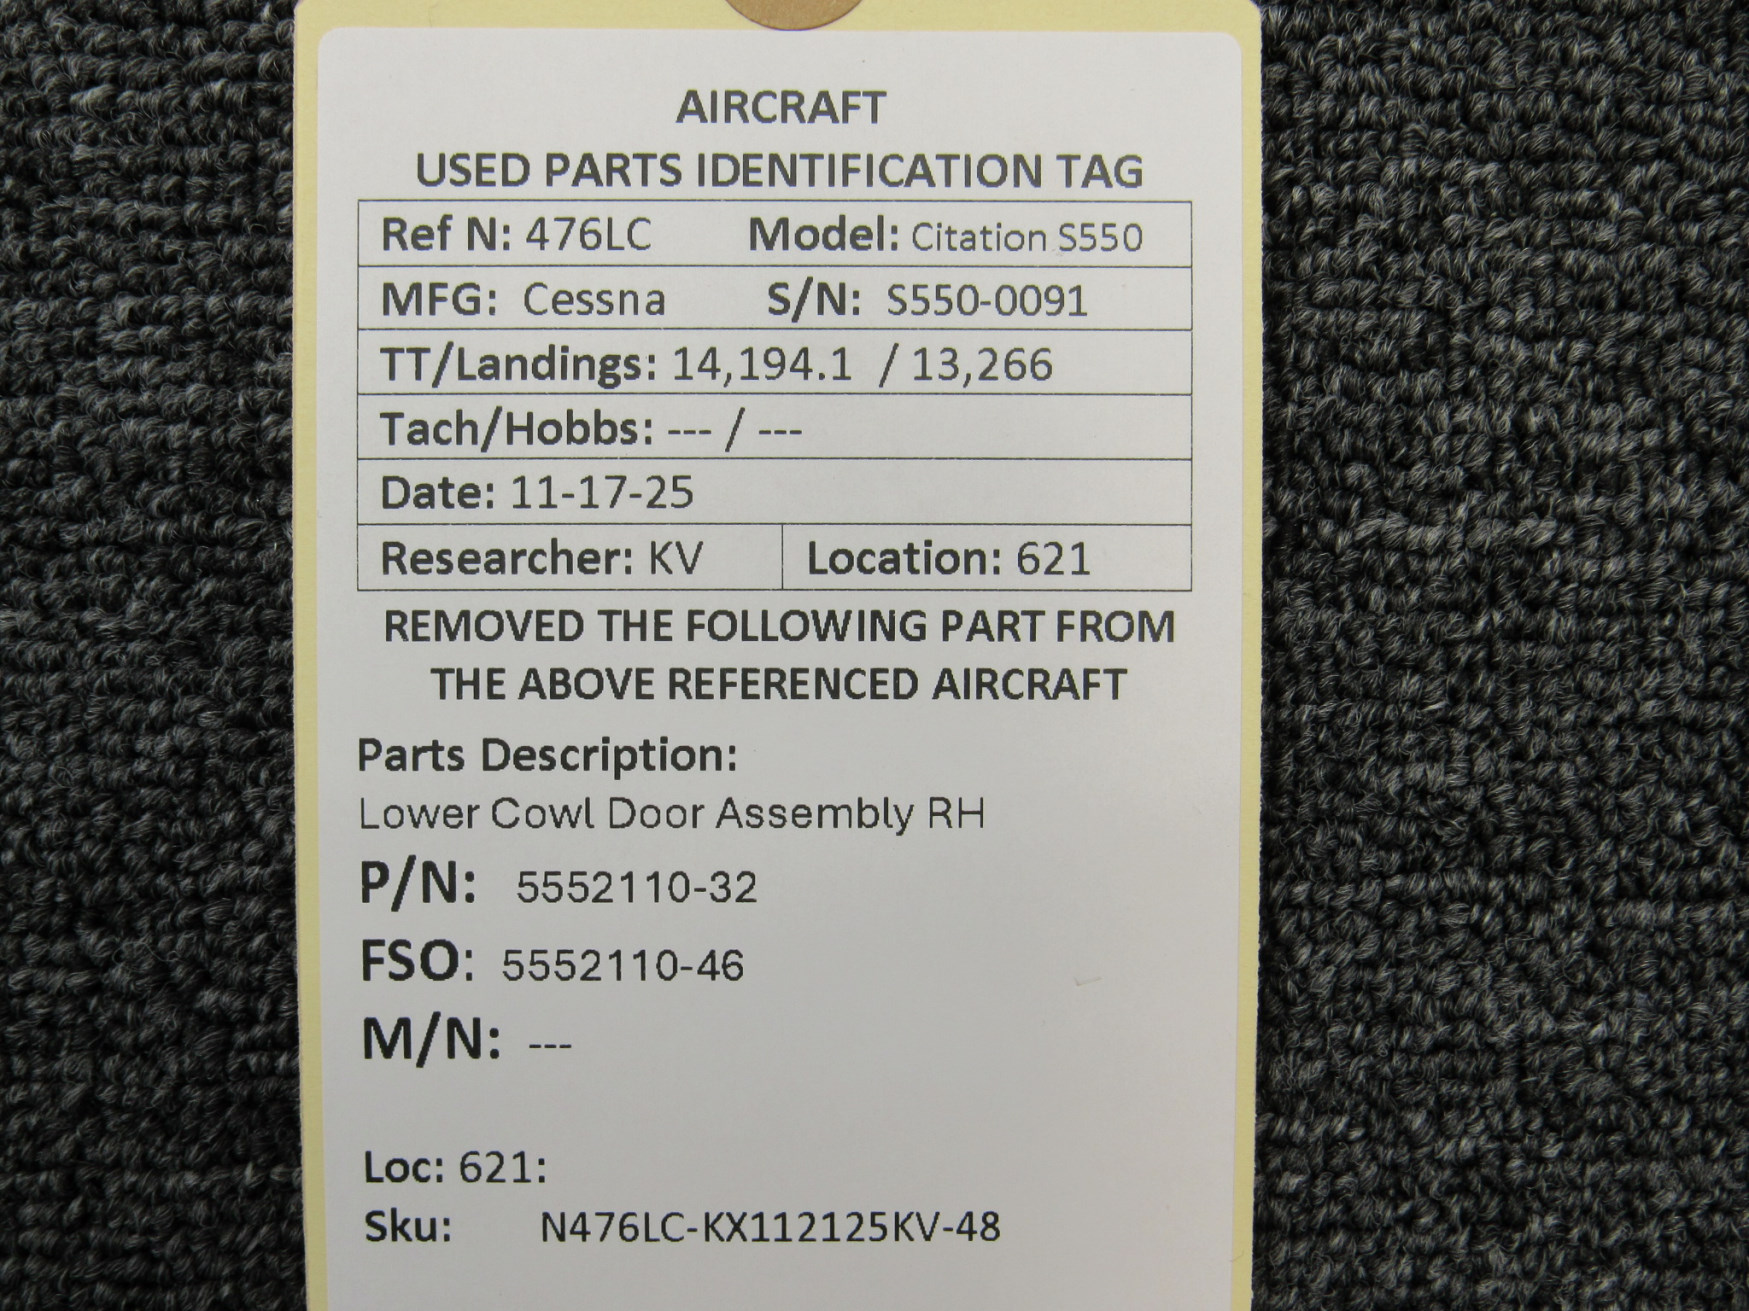 AIRCRAFT
USED PARTS IDENTIFICATION TAG
Ref N: 476LC Model: Citation S550
MFG: Cessna S/N: S550-0091
TT/Landings: 14,194.1 / 13,266
Tach/Hobbs: --- / ---
Date: 11-17-25
Researcher: KV Location: 621
REMOVED THE FOLLOWING PART FROM
THE ABOVE REFERENCED AIRCRAFT
Parts Description:
Lower Cowl Door Assembly RH
P/N: 5552110-32
FSO: 5552110-46
M/N: ---
Loc: 621:
Sku: N476LC-KX112125KV-48